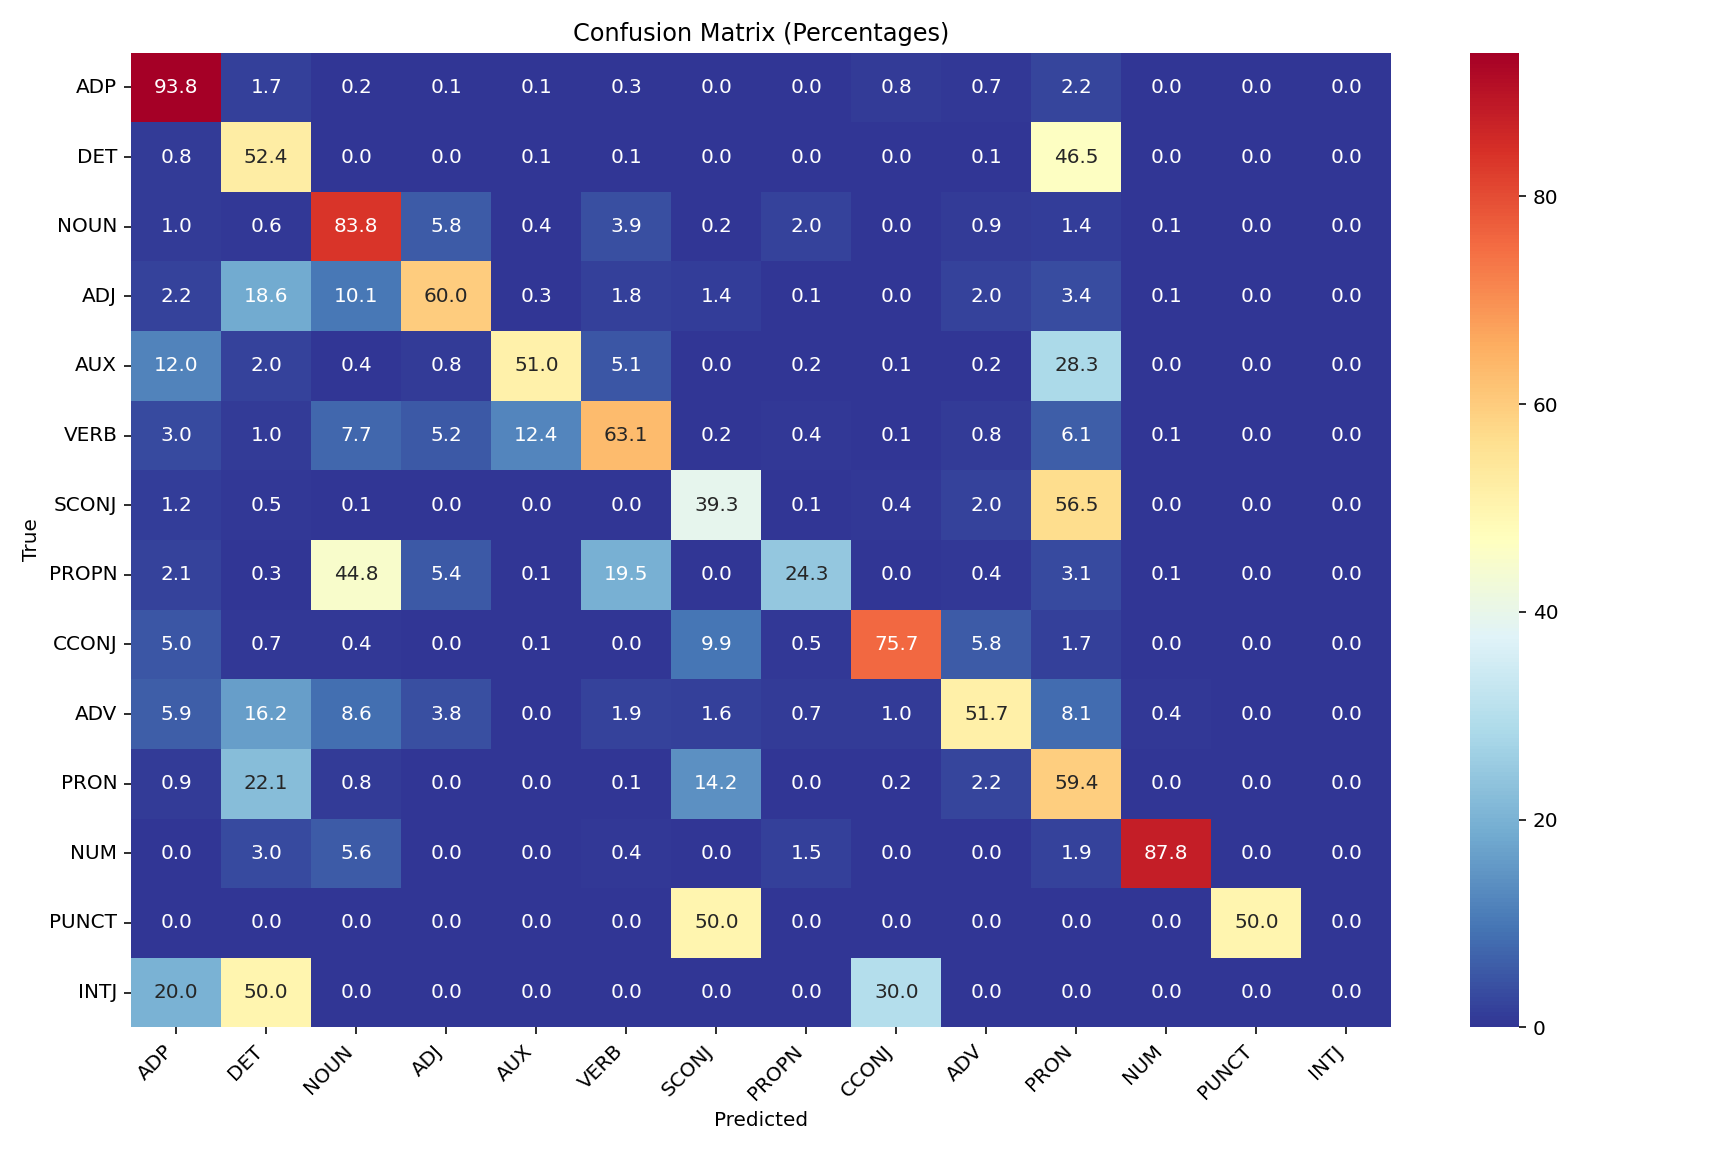 Confusion Matrix (Percentages)
ADP 93.8 1.7 0.2 0.1 0.1 0.3 0.0 0.0 0.8 0.7 2.2 0.0 0.0 0.0
DET 0.8 52.4 0.0 0.0 0.1 0.1 0.0 0.0 0.0 0.1 46.5 0.0 0.0 0.0
NOUN 1.0 0.6 83.8 5.8 0.4 3.9 0.2 2.0 0.0 0.9 1.4 0.1 0.0 0.0
ADJ 2.2 18.6 10.1 60.0 0.3 1.8 1.4 0.1 0.0 2.0 3.4 0.1 0.0 0.0
AUX 12.0 2.0 0.4 0.8 51.0 5.1 0.0 0.2 0.1 0.2 28.3 0.0 0.0 0.0
VERB 3.0 1.0 7.7 5.2 12.4 63.1 0.2 0.4 0.1 0.8 6.1 0.1 0.0 0.0
SCONJ 1.2 0.5 0.1 0.0 0.0 0.0 39.3 0.1 0.4 2.0 56.5 0.0 0.0 0.0
PROPN 2.1 0.3 44.8 5.4 0.1 19.5 0.0 24.3 0.0 0.4 3.1 0.1 0.0 0.0
CCONJ 5.0 0.7 0.4 0.0 0.1 0.0 9.9 0.5 75.7 5.8 1.7 0.0 0.0 0.0
ADV 5.9 16.2 8.6 3.8 0.0 1.9 1.6 0.7 1.0 51.7 8.1 0.4 0.0 0.0
PRON 0.9 22.1 0.8 0.0 0.0 0.1 14.2 0.0 0.2 2.2 59.4 0.0 0.0 0.0
NUM 0.0 3.0 5.6 0.0 0.0 0.4 0.0 1.5 0.0 0.0 1.9 87.8 0.0 0.0
PUNCT 0.0 0.0 0.0 0.0 0.0 0.0 50.0 0.0 0.0 0.0 0.0 0.0 50.0 0.0
INTJ 20.0 50.0 0.0 0.0 0.0 0.0 0.0 0.0 30.0 0.0 0.0 0.0 0.0 0.0
True
ADP DET NOUN ADJ AUX VERB SCONJ PROPN CCONJ ADV PRON NUM PUNCT INTJ
Predicted
80
60
40
20
0